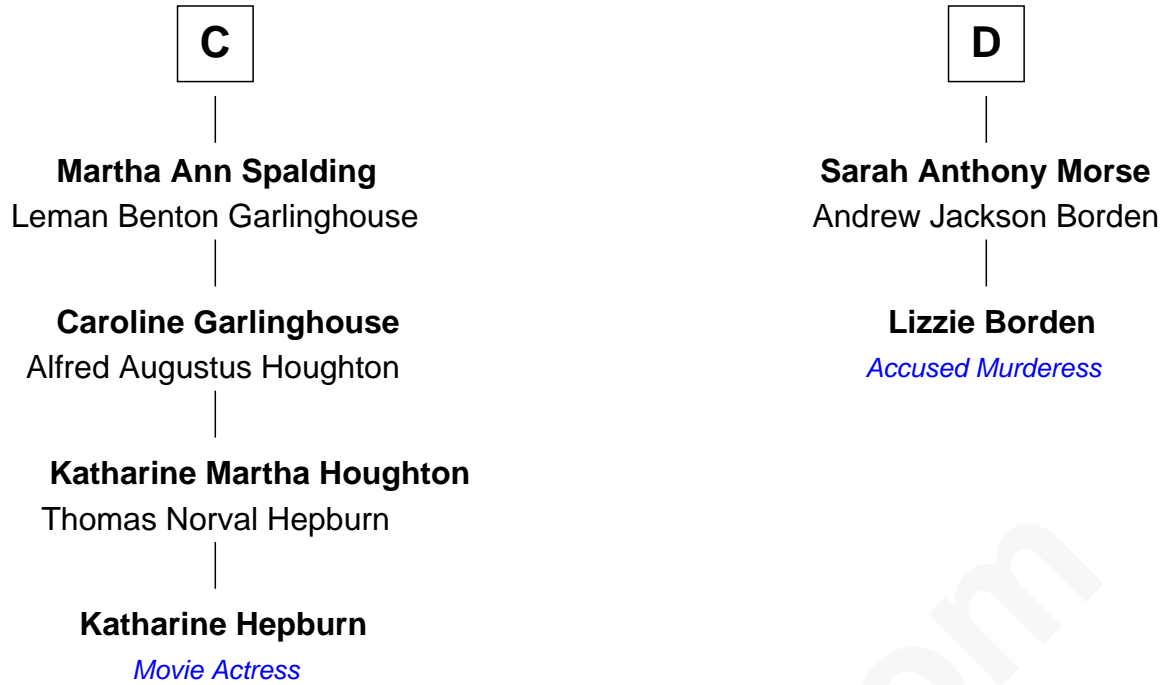 C
Martha Ann Spalding
Leman Benton Garlinghouse
Caroline Garlinghouse
Alfred Augustus Houghton
Katharine Martha Houghton
Thomas Norval Hepburn
Katharine Hepburn
Movie Actress
D
Sarah Anthony Morse
Andrew Jackson Borden
Lizzie Borden
Accused Murderess
om